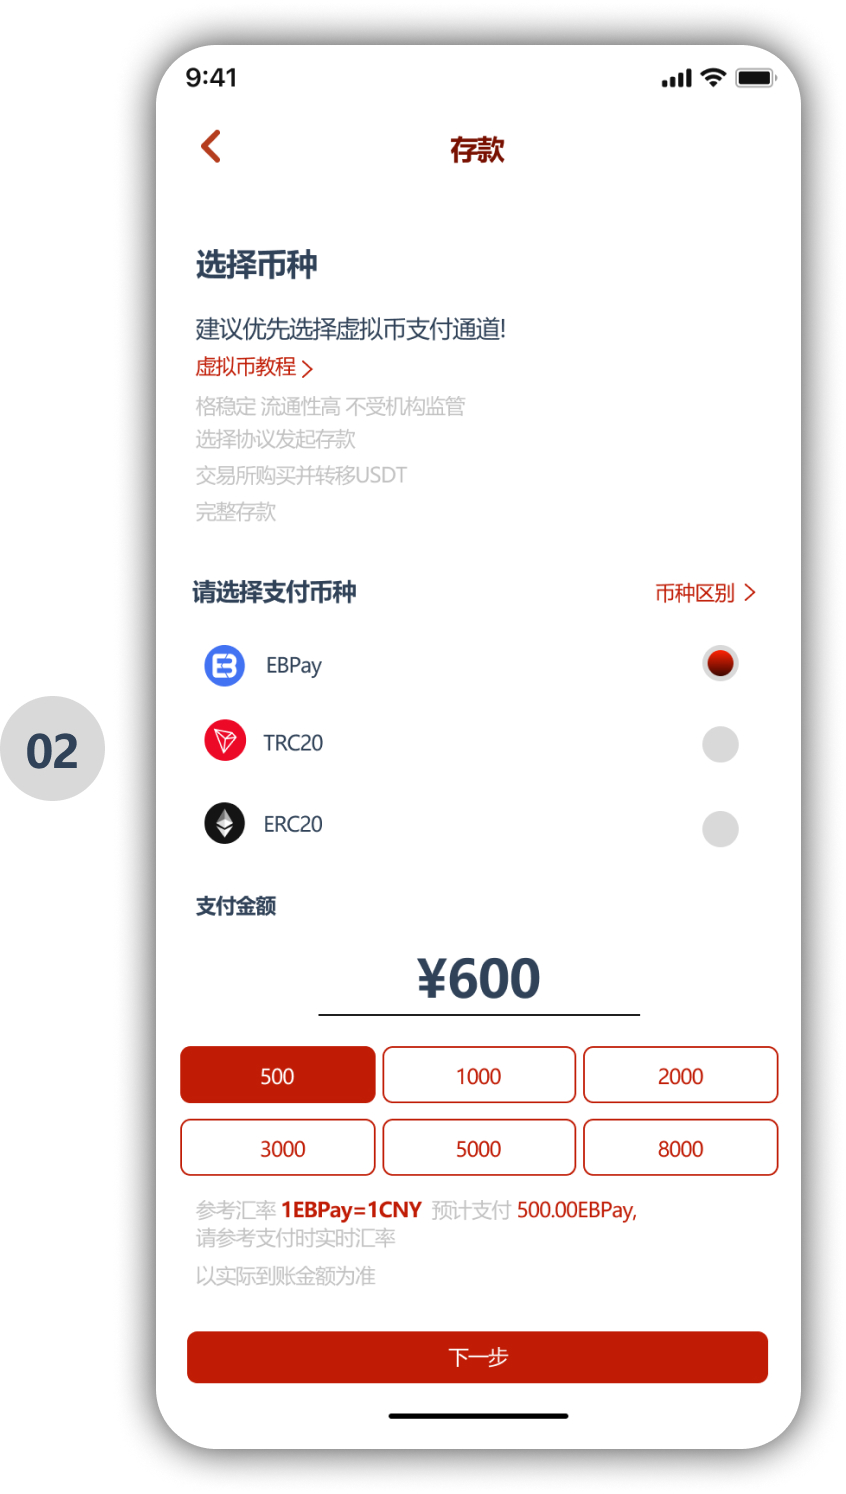 9:41
存款
选择币种
建议优先选择虚拟币支付通道!
虚拟币教程
格稳定 流通性高 不受机构监管
选择协议发起存款
交易所购买并转移USDT
完整存款
请选择支付币种 币种区别
EBPay
TRC20
02
ERC20
支付金额
¥600
500 1000 2000
3000 5000 8000
参考汇率 1EBPay=1CNY 预计支付 500.00EBPay,
请参考支付时实时汇率
以实际到账金额为准
下一步